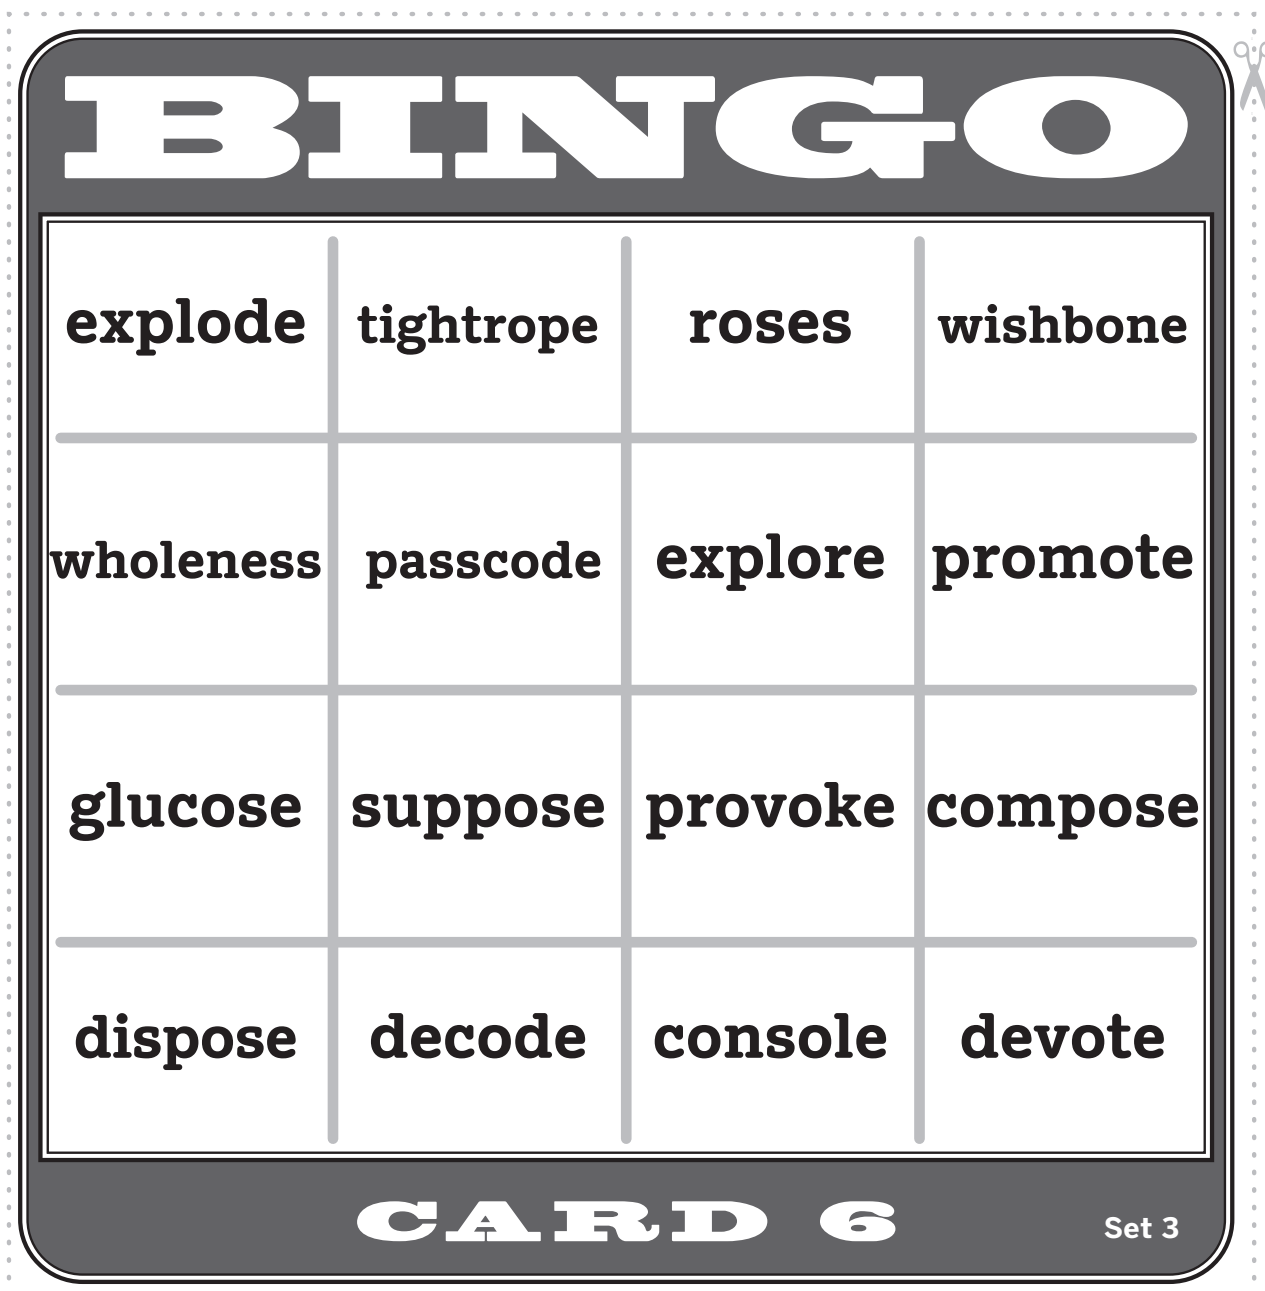 BINGO
explode tightrope roses wishbone
wholeness passcode explore promote
glucose suppose provoke compose
dispose decode console devote
CARD 6
Set 3